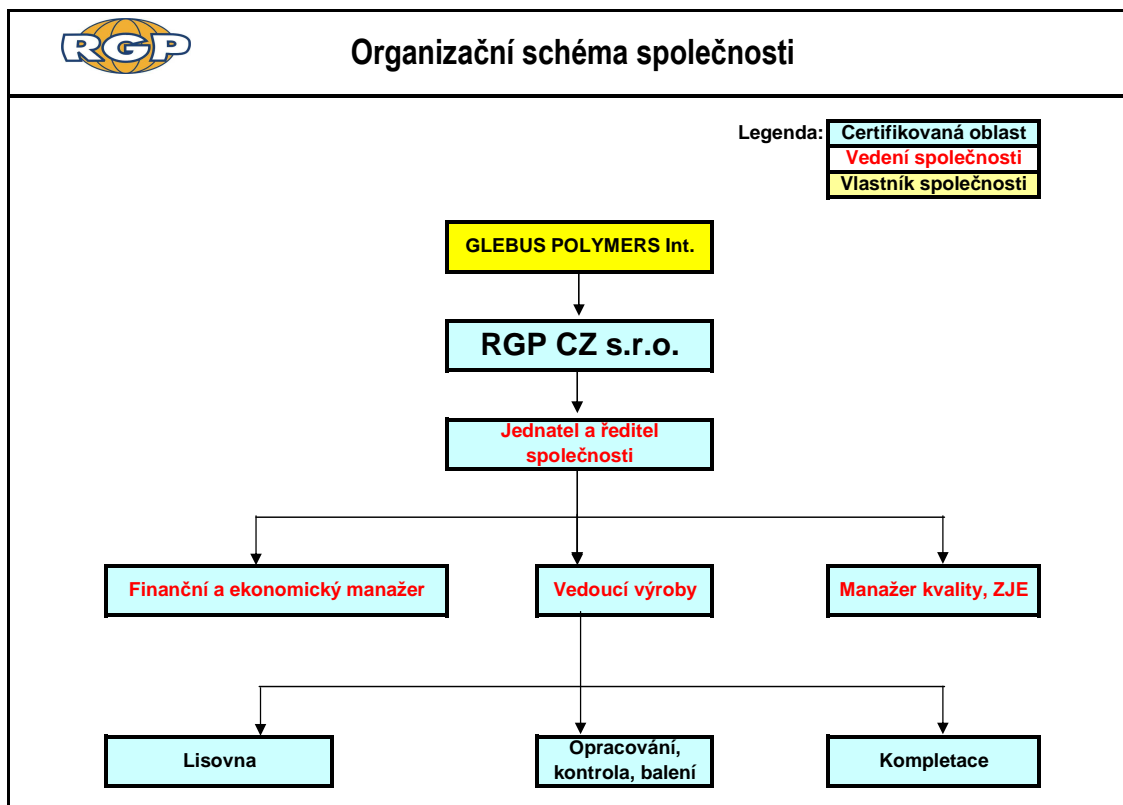 RGP
Organizační schéma společnosti
Legenda:
Certifikovaná oblast
Vedení společnosti
Vlastník společnosti
GLEBUS POLYMERS Int.
RGP CZ s.r.o.
Jednatel a ředitel
společnosti
Finanční a ekonomický manažer
Vedoucí výroby
Manažer kvality, ZJE
Lisovna
Opracování,
kontrola, balení
Kompletace